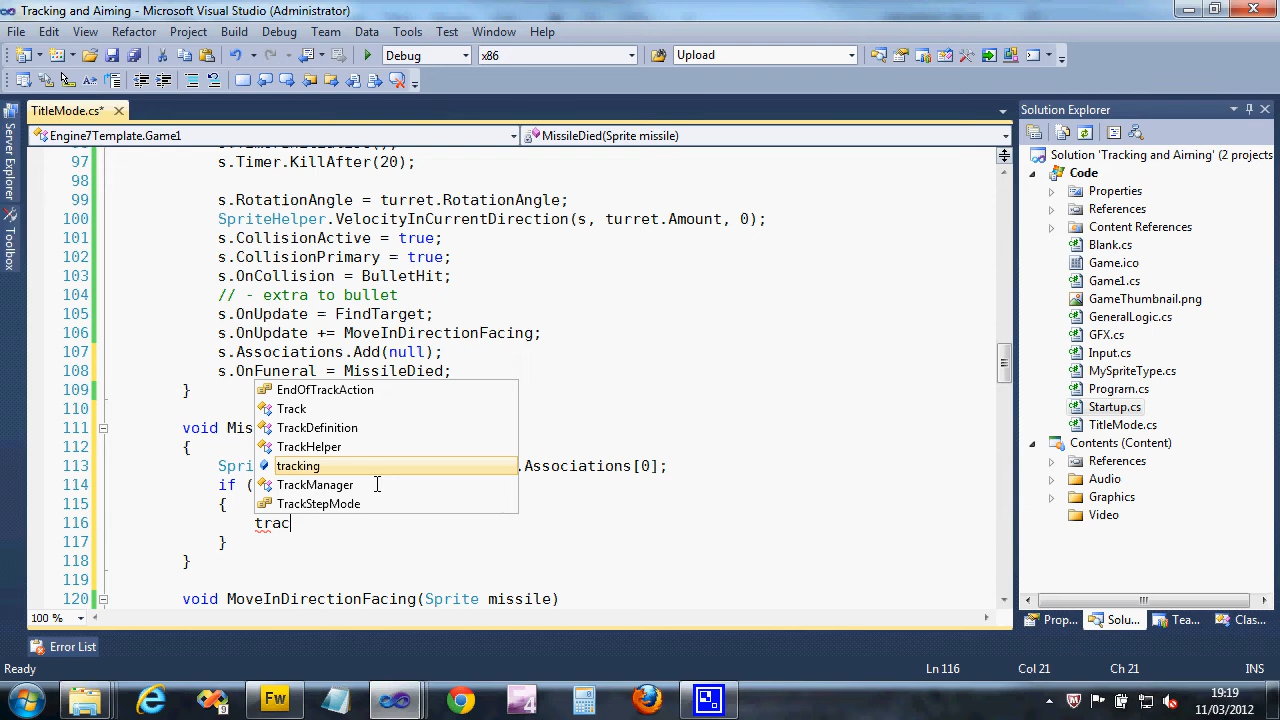 Tracking and Aiming - Microsoft Visual Studio (Administrator)
File Edit View Refactor Project Build Debug Team Data Tools Test Window Help
Debug x86 Upload
TitleMode.cs*
Engine7Template.Game1 MissileDied(Sprite missile)
97 s.Timer.KillAfter(20);
98
99 s.RotationAngle = turret.RotationAngle;
100 SpriteHelper.VelocityInCurrentDirection(s, turret.Amount, 0);
101 s.CollisionActive = true;
102 s.CollisionPrimary = true;
103 s.OnCollision = BulletHit;
104 // - extra to bullet
105 s.OnUpdate = FindTarget;
106 s.OnUpdate += MoveInDirectionFacing;
107 s.Associations.Add(null);
108 s.OnFuneral = MissileDied;
109 }
110
111 void Mis
112 {
113 Spri .Associations[0];
114 if (
115 {
116 trac
117 }
118 }
119
120 void MoveInDirectionFacing(Sprite missile)
EndOfTrackAction
Track
TrackDefinition
TrackHelper
tracking
TrackManager
TrackStepMode
100 %
Server Explorer
Toolbox
Solution Explorer
Solution 'Tracking and Aiming' (2 projects
Code
Properties
References
Content References
Blank.cs
Game.ico
Game1.cs
GameThumbnail.png
GeneralLogic.cs
GFX.cs
Input.cs
MySpriteType.cs
Program.cs
Startup.cs
TitleMode.cs
Contents (Content)
Audio
Graphics
Video
Prop... Solu... Tea... Clas...
Error List
Ready Ln 116 Col 21 Ch 21 INS
Fw
4
19:19
11/03/2012